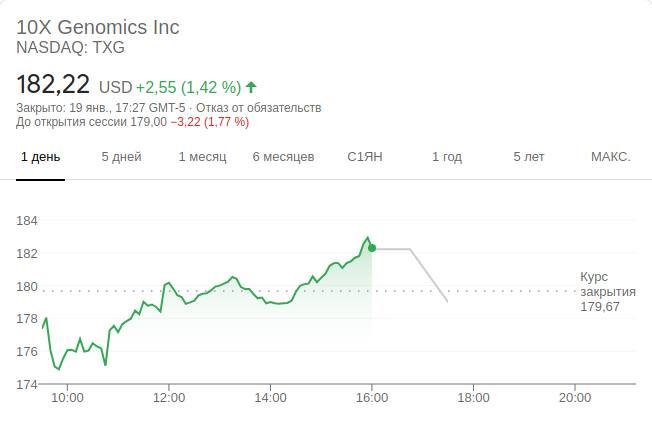 10X Genomics Inc
NASDAQ: TXG
182,22 USD +2,55 (1,42 %)
Закрыто: 19 янв., 17:27 GMT-5 · Отказ от обязательств
До открытия сессии 179,00 −3,22 (1,77 %)
1 день 5 дней 1 месяц 6 месяцев С1ЯН 1 год 5 лет МАКС.
184
182
180
178
176
174
Курс
закрытия
179,67
10:00 12:00 14:00 16:00 18:00 20:00